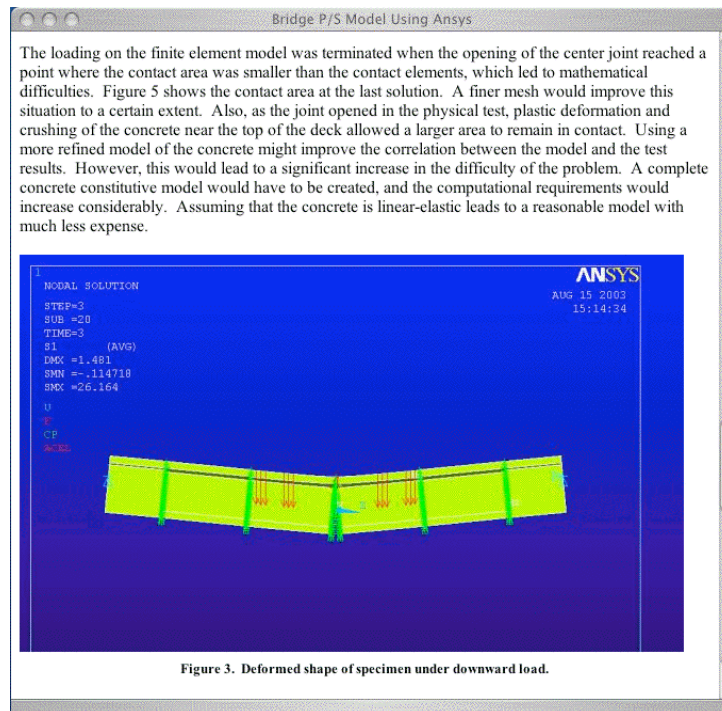 Bridge P/S Model Using Ansys
The loading on the finite element model was terminated when the opening of the center joint reached a
point where the contact area was smaller than the contact elements, which led to mathematical
difficulties.  Figure 5 shows the contact area at the last solution.  A finer mesh would improve this
situation to a certain extent.  Also, as the joint opened in the physical test, plastic deformation and
crushing of the concrete near the top of the deck allowed a larger area to remain in contact.  Using a
more refined model of the concrete might improve the correlation between the model and the test
results.  However, this would lead to a significant increase in the difficulty of the problem.  A complete
concrete constitutive model would have to be created, and the computational requirements would
increase considerably.  Assuming that the concrete is linear-elastic leads to a reasonable model with
much less expense.
1
ANSYS
NODAL SOLUTION
AUG 15 2003
15:14:34
STEP=3
SUB =20
TIME=3
S1 (AVG)
DMX =1.481
SMN =-.114718
SMX =26.164
U
F
CP
ACEL
Figure 3.  Deformed shape of specimen under downward load.